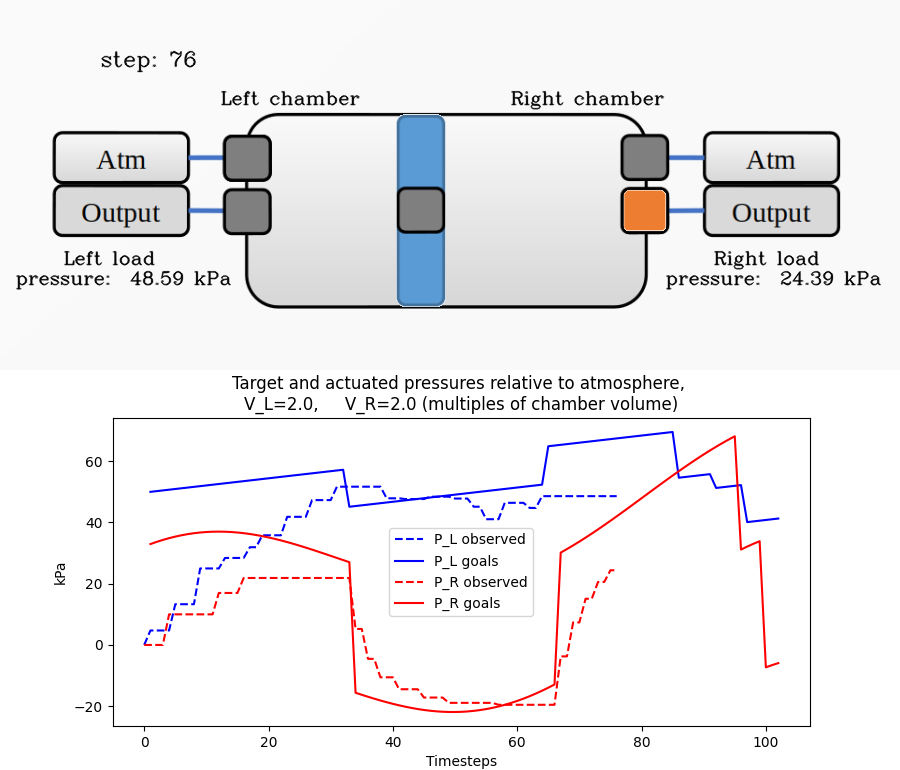 step: 76
Left chamber
Right chamber
Atm
Atm
Output
Output
Left load
pressure: 48.59 kPa
Right load
pressure: 24.39 kPa
Target and actuated pressures relative to atmosphere,
V_L=2.0, V_R=2.0 (multiples of chamber volume)
60
40
20
0
−20
kPa
P_L observed
P_L goals
P_R observed
P_R goals
0 20 40 60 80 100
Timesteps